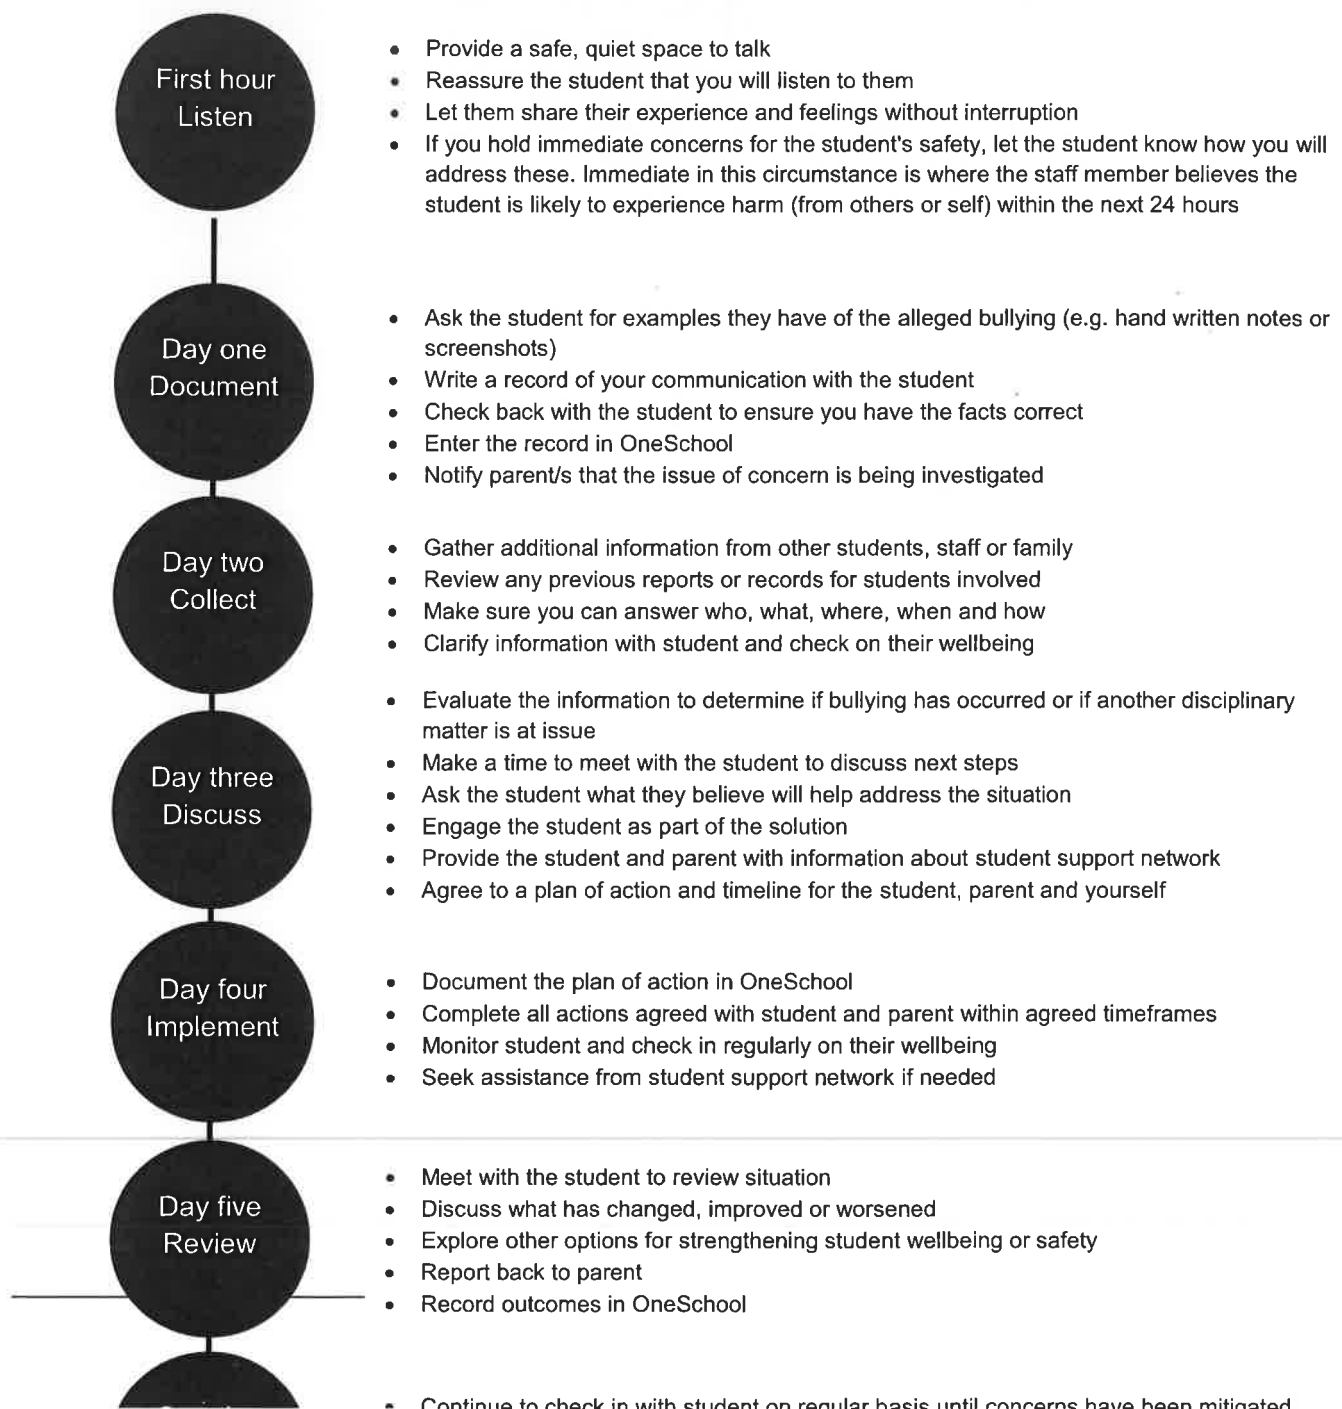 First hour
Listen
• Provide a safe, quiet space to talk
• Reassure the student that you will listen to them
• Let them share their experience and feelings without interruption
• If you hold immediate concerns for the student's safety, let the student know how you will
address these. Immediate in this circumstance is where the staff member believes the
student is likely to experience harm (from others or self) within the next 24 hours
Day one
Document
• Ask the student for examples they have of the alleged bullying (e.g. hand written notes or
screenshots)
• Write a record of your communication with the student
• Check back with the student to ensure you have the facts correct
• Enter the record in OneSchool
• Notify parent/s that the issue of concern is being investigated
Day two
Collect
• Gather additional information from other students, staff or family
• Review any previous reports or records for students involved
• Make sure you can answer who, what, where, when and how
• Clarify information with student and check on their wellbeing
Day three
Discuss
• Evaluate the information to determine if bullying has occurred or if another disciplinary
matter is at issue
• Make a time to meet with the student to discuss next steps
• Ask the student what they believe will help address the situation
• Engage the student as part of the solution
• Provide the student and parent with information about student support network
• Agree to a plan of action and timeline for the student, parent and yourself
Day four
Implement
• Document the plan of action in OneSchool
• Complete all actions agreed with student and parent within agreed timeframes
• Monitor student and check in regularly on their wellbeing
• Seek assistance from student support network if needed
Day five
Review
• Meet with the student to review situation
• Discuss what has changed, improved or worsened
• Explore other options for strengthening student wellbeing or safety
• Report back to parent
• Record outcomes in OneSchool
• Continue to check in with student on regular basis until concerns have been mitigated